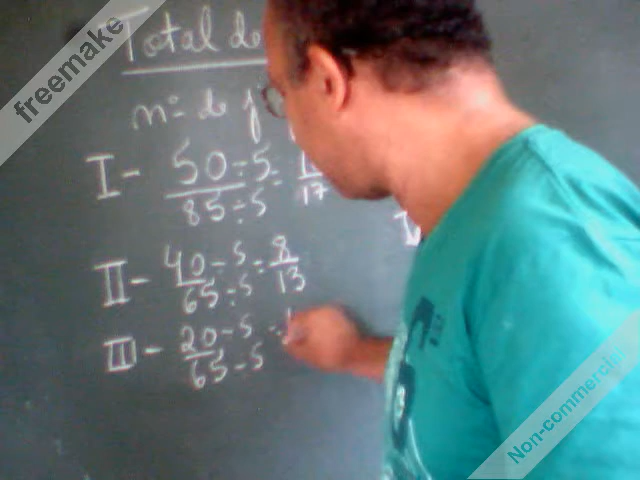 freemake
Total de
nº de
I - 50 ÷ 5 =
85 ÷ 5 17
II - 40 ÷ 5 = 8
65 ÷ 5 13
III - 20 ÷ 5 =
65 ÷ 5
Non-commercial